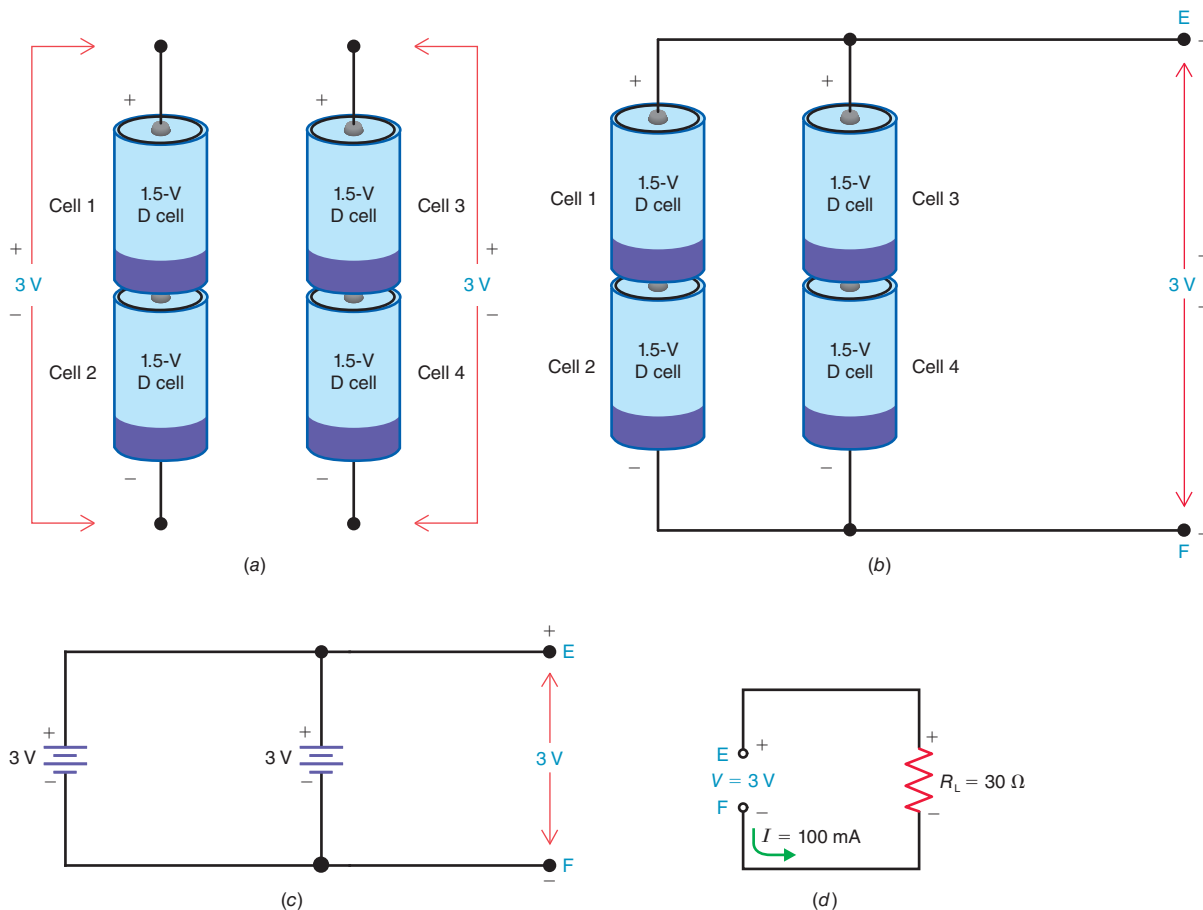 +
+
Cell 1
1.5-V
D cell
1.5-V
D cell
Cell 3
+
3 V
−
+
3 V
−
Cell 2
1.5-V
D cell
1.5-V
D cell
Cell 4
−
−
(a)
E
+
+
Cell 1
1.5-V
D cell
1.5-V
D cell
Cell 3
3 V
Cell 2
1.5-V
D cell
1.5-V
D cell
Cell 4
−
−
F
(b)
+
E
+
3 V
−
+
3 V
−
3 V
F
−
(c)
E
+
V = 3 V
F
−
I = 100 mA
+
R_L = 30 Ω
−
(d)